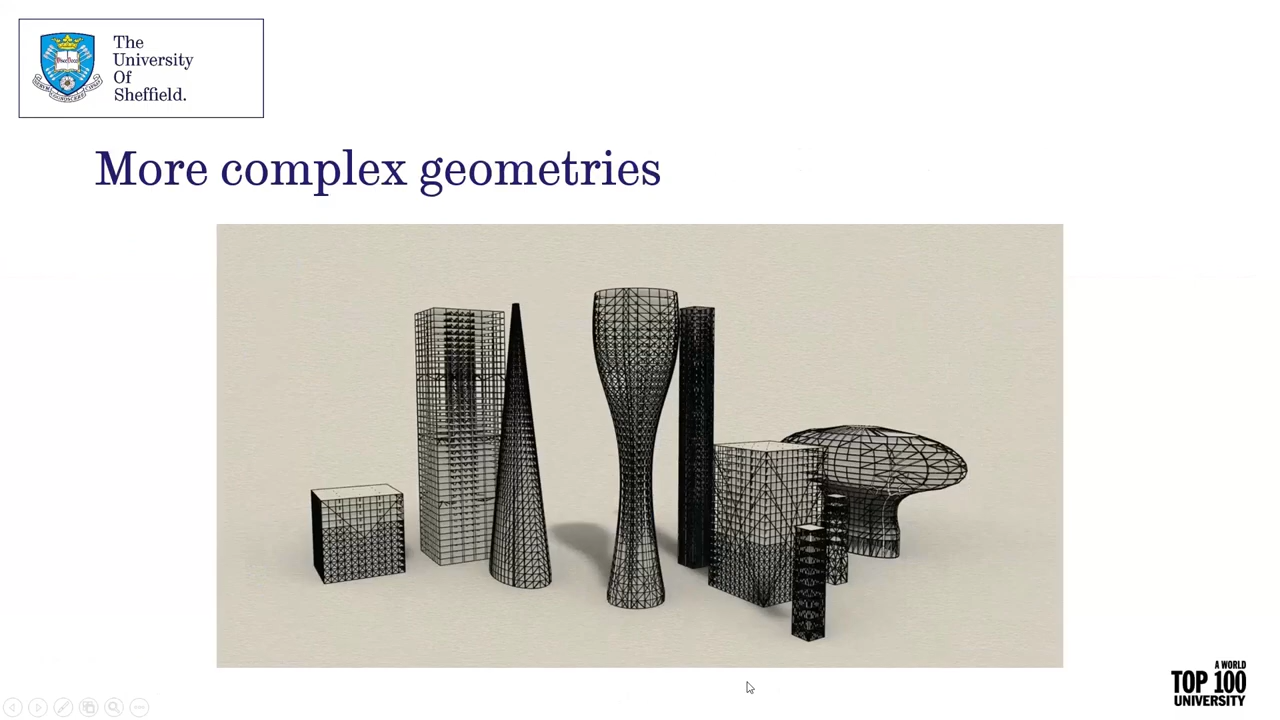 The
University
Of
Sheffield.
More complex geometries
A WORLD
TOP 100
UNIVERSITY